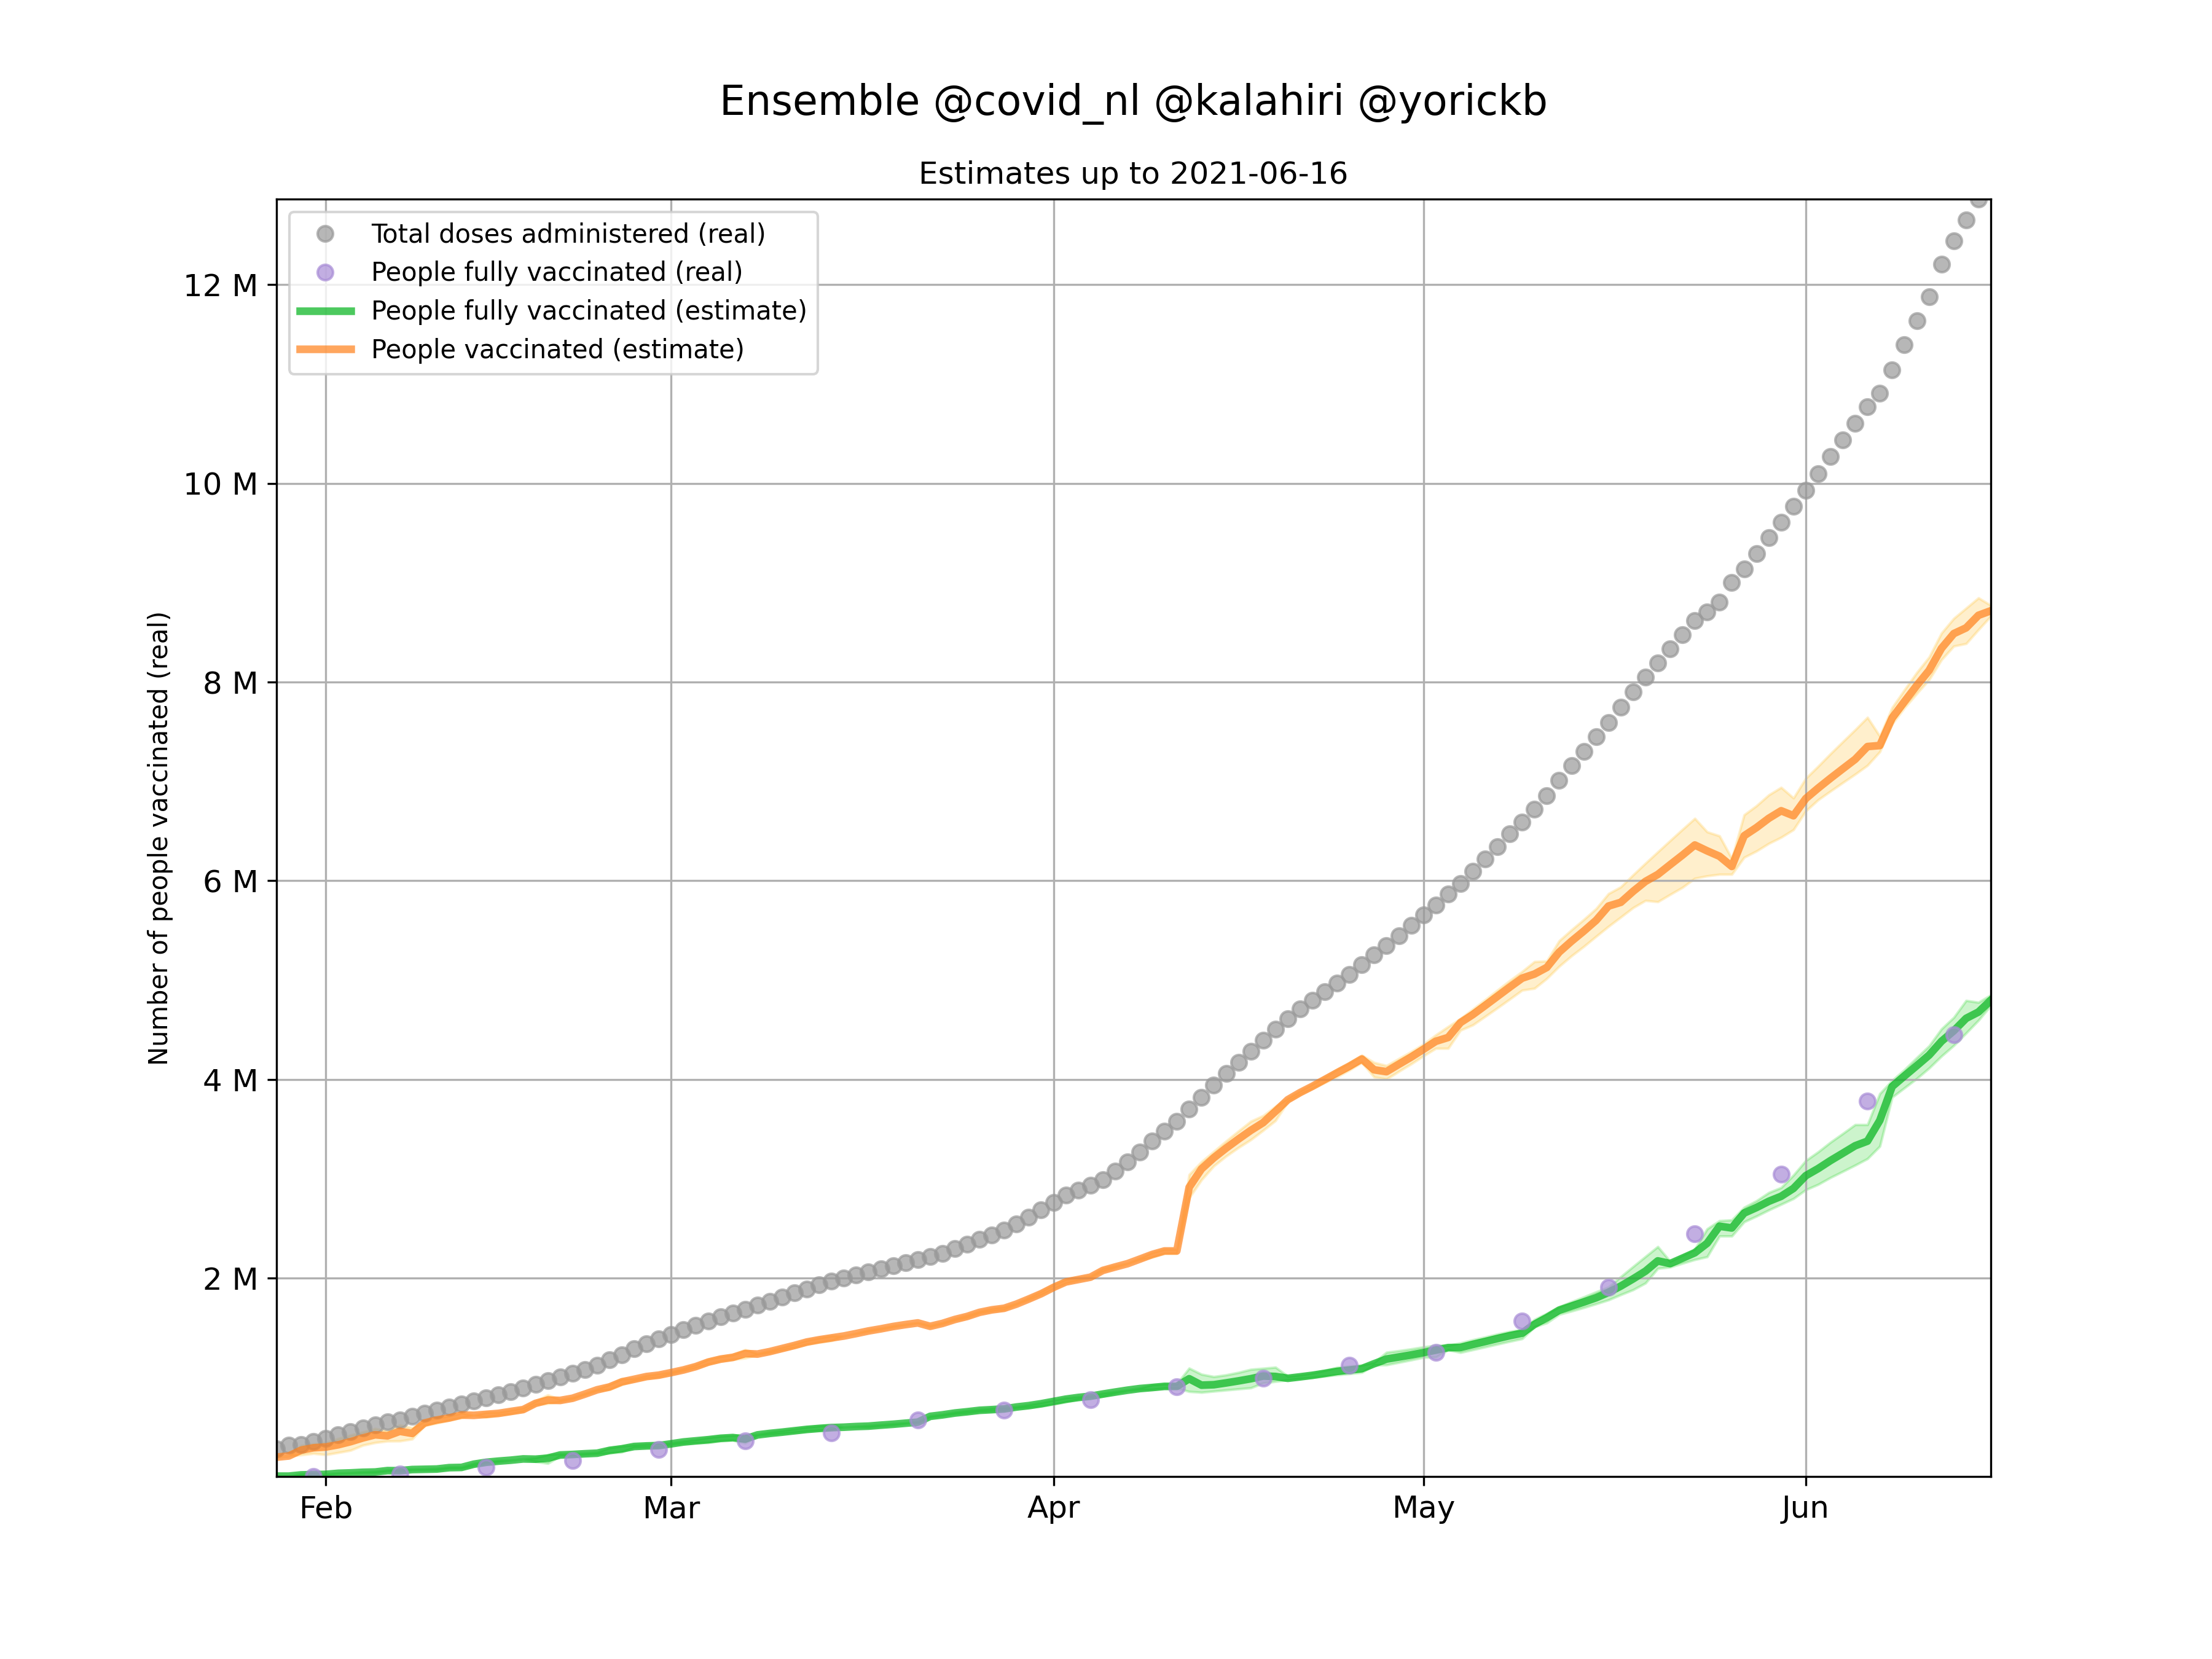 Ensemble @covid_nl @kalahiri @yorickb
Estimates up to 2021-06-16
Total doses administered (real)
People fully vaccinated (real)
People fully vaccinated (estimate)
People vaccinated (estimate)
Number of people vaccinated (real)
12 M
10 M
8 M
6 M
4 M
2 M
Feb
Mar
Apr
May
Jun